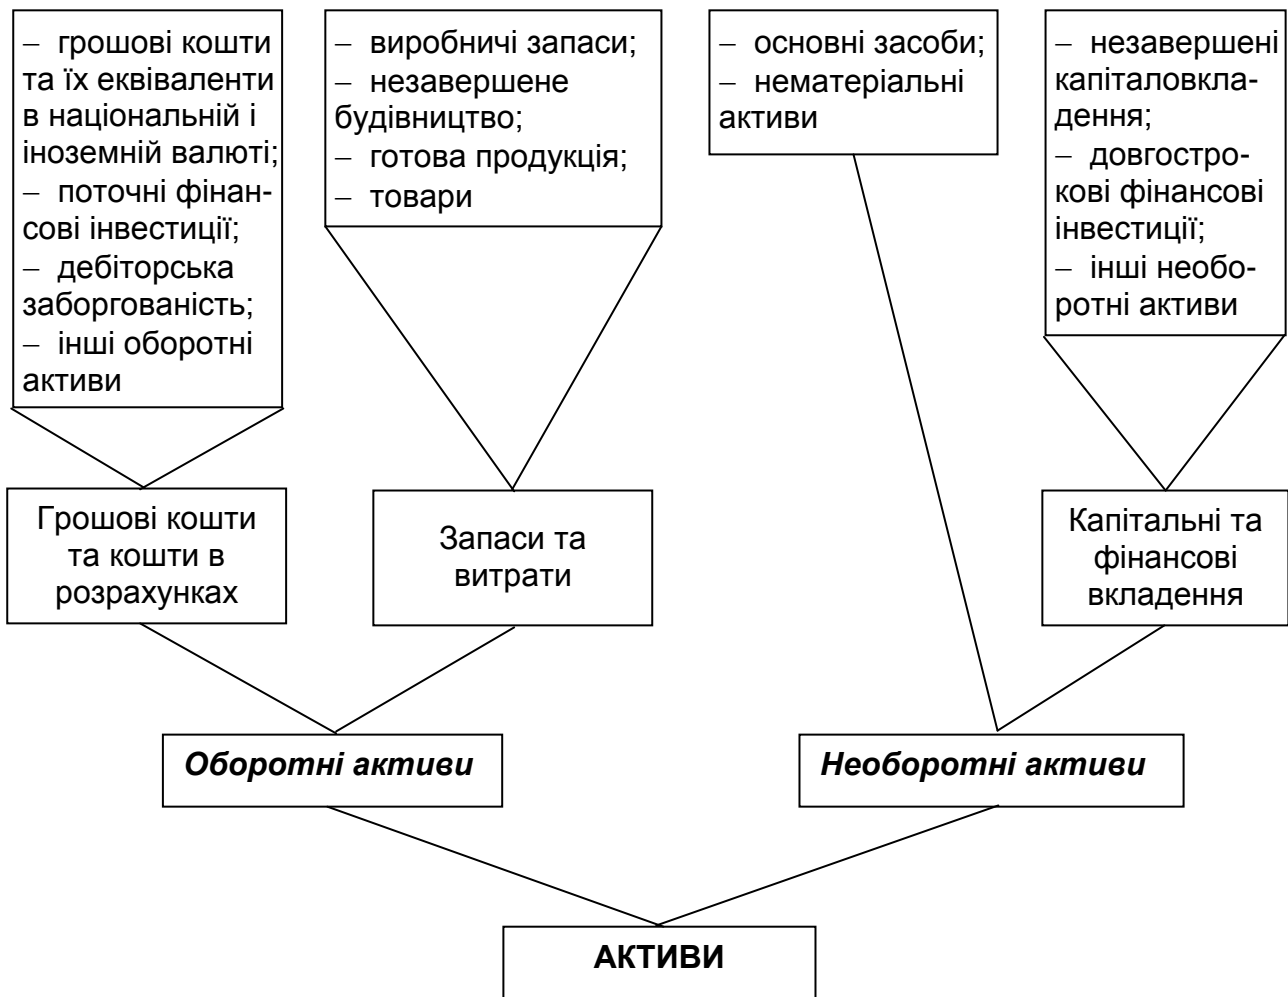 – грошові кошти
та їх еквіваленти
в національній і
іноземній валюті;
– поточні фінан-
сові інвестиції;
– дебіторська
заборгованість;
– інші оборотні
активи
– виробничі запаси;
– незавершене
будівництво;
– готова продукція;
– товари
– основні засоби;
– нематеріальні
активи
– незавершені
капіталовкла-
дення;
– довгостро-
кові фінансові
інвестиції;
– інші необо-
ротні активи
Грошові кошти
та кошти в
розрахунках
Запаси та
витрати
Капітальні та
фінансові
вкладення
Оборотні активи
Необоротні активи
АКТИВИ